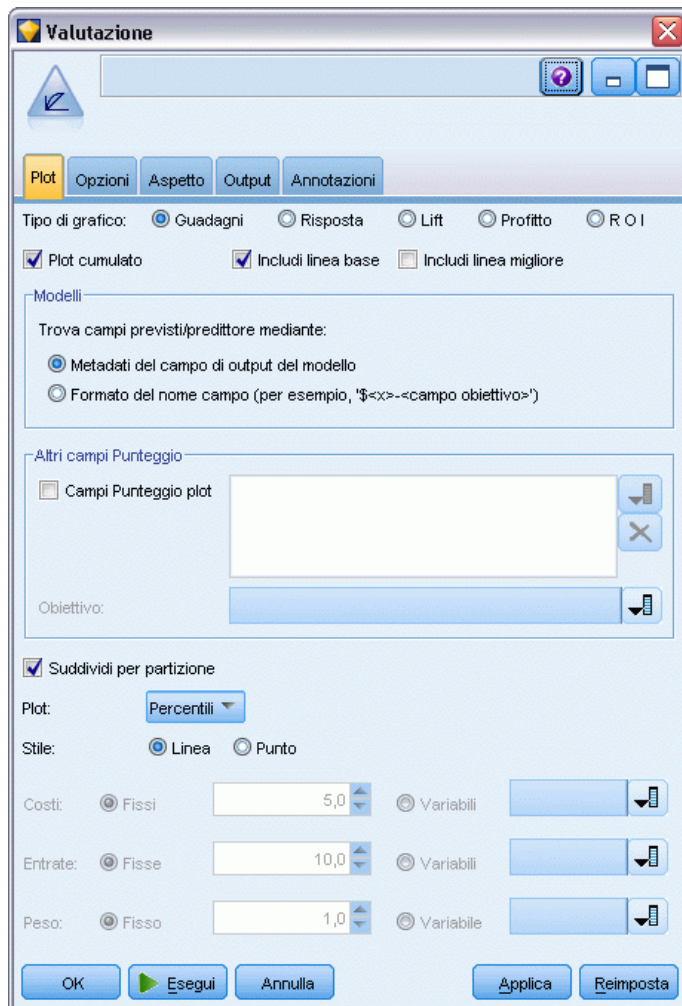 Valutazione
Plot Opzioni Aspetto Output Annotazioni
Tipo di grafico: Guadagni Risposta Lift Profitto R O I
Plot cumulato Includi linea base Includi linea migliore
Modelli
Trova campi previsti/predittore mediante:
Metadati del campo di output del modello
Formato del nome campo (per esempio, '$<x>-<campo obiettivo>')
Altri campi Punteggio
Campi Punteggio plot
Obiettivo:
Suddividi per partizione
Plot: Percentili
Stile: Linea Punto
Costi: Fissi 5,0 Variabili
Entrate: Fisse 10,0 Variabili
Peso: Fisso 1,0 Variabile
OK Esegui Annulla Applica Reimposta